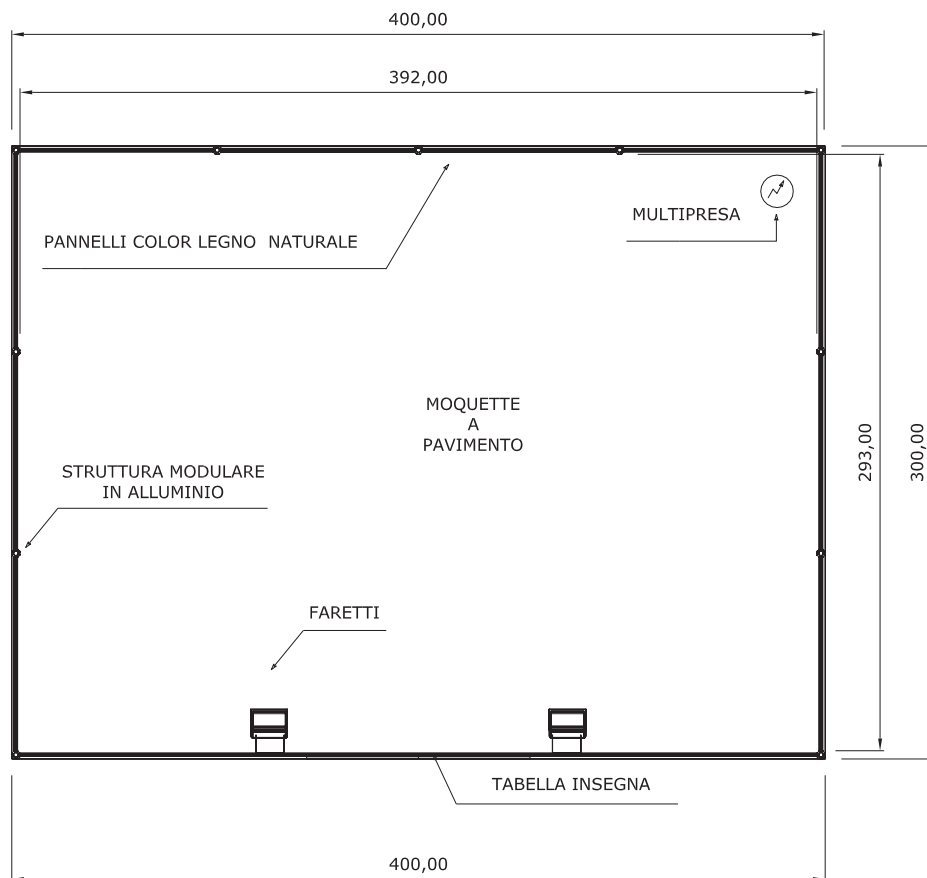 400,00
392,00
MULTIPRESA
PANNELLI COLOR LEGNO NATURALE
MOQUETTE
A
PAVIMENTO
293,00
300,00
STRUTTURA MODULARE
IN ALLUMINIO
FARETTI
TABELLA INSEGNA
400,00